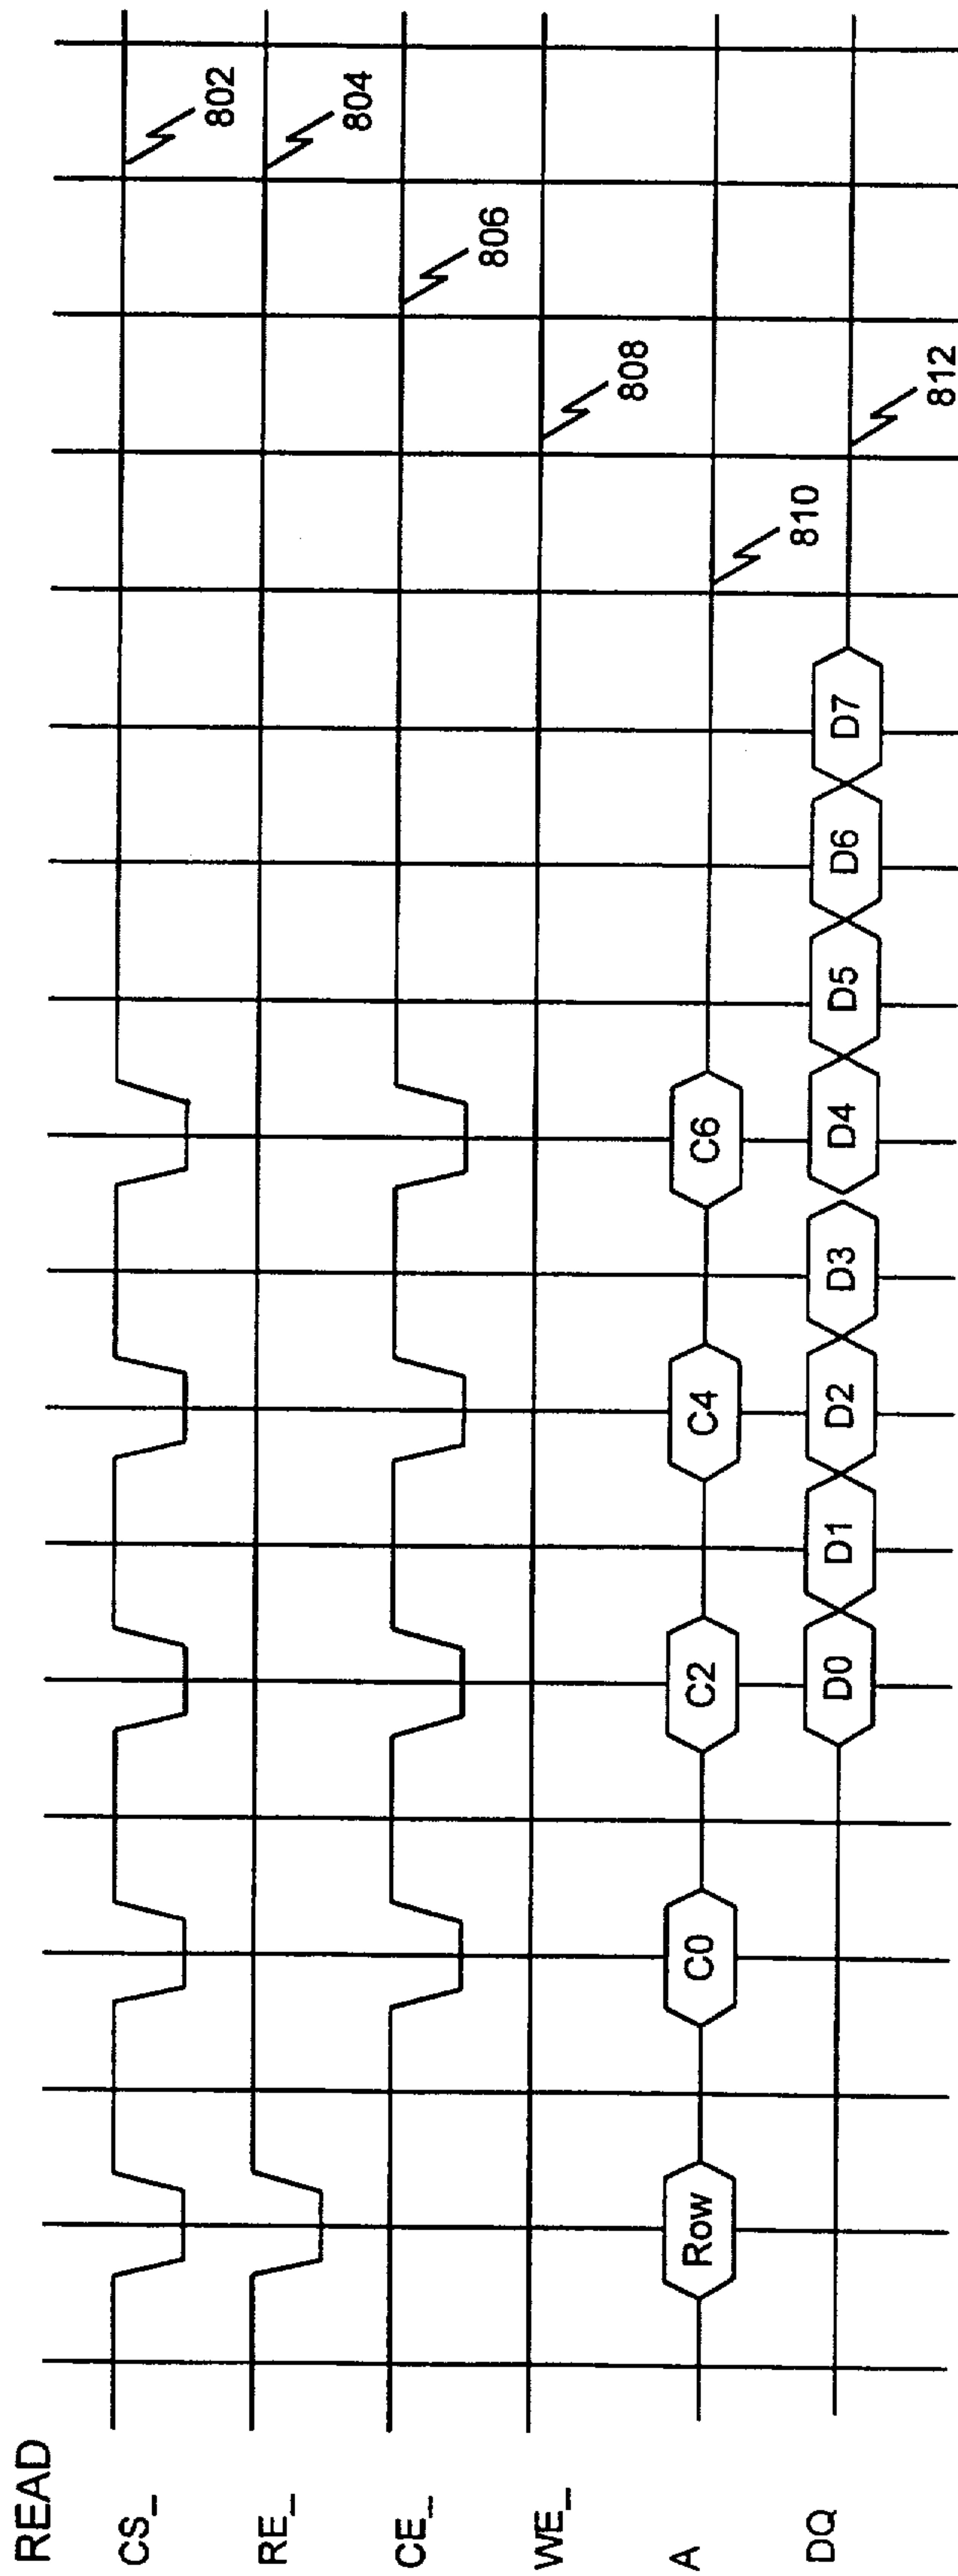 READ
CS_
802
RE_
804
CE_
806
WE_
808
A
Row
C0
C2
C4
C6
810
DQ
D0
D1
D2
D3
D4
D5
D6
D7
812